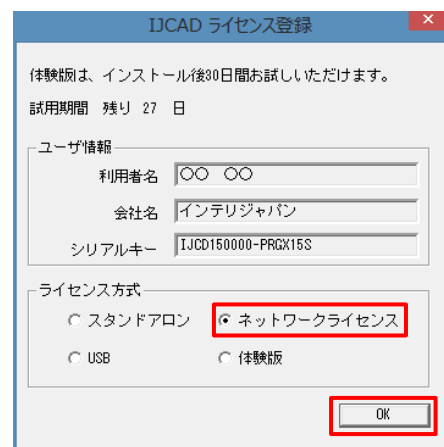 IJCAD ライセンス登録
体験版は、インストール後30日間お試しいただけます。
試用期間 残り 27 日
ユーザ情報
利用者名 〇〇 〇〇
会社名 インテリジャパン
シリアルキー IJCD150000-PRGX15S
ライセンス方式
スタンドアロン ネットワークライセンス
USB 体験版
OK